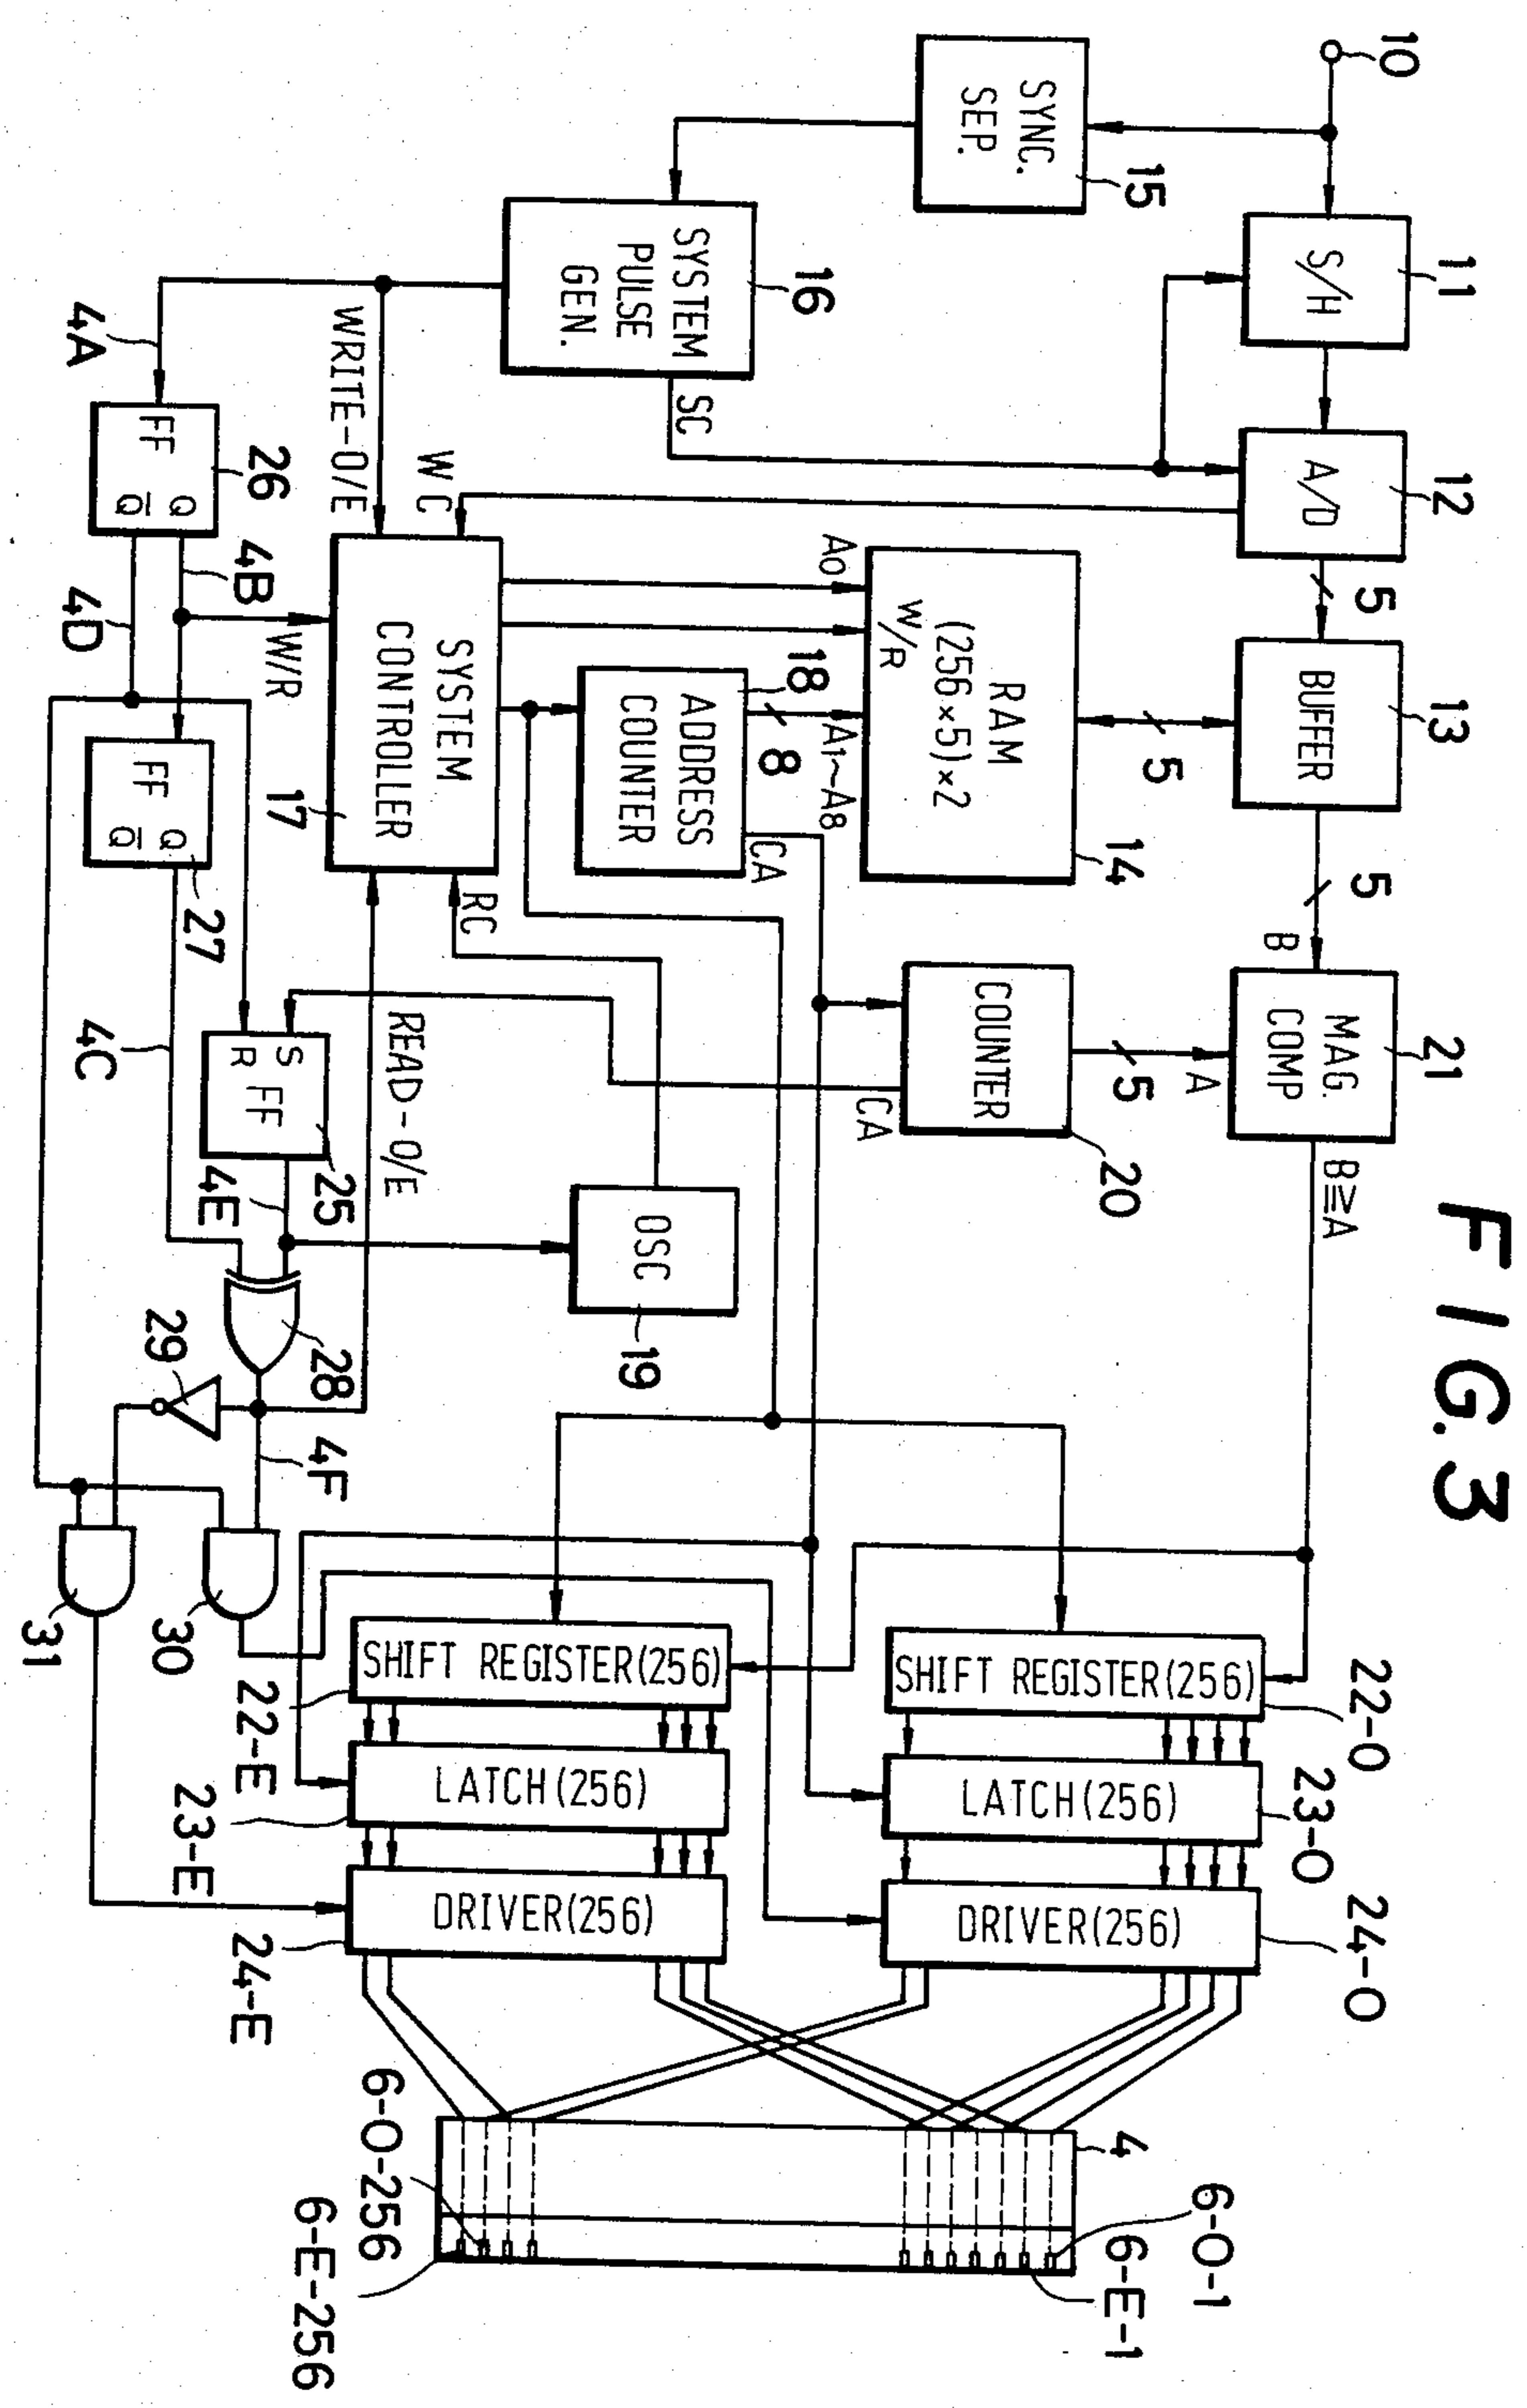 FIG. 3
10
11
S/H
12
A/D
5
13
BUFFER
5
B
21
MAG.
COMP
B≧A
15
SYNC.
SEP.
5
A
16
SYSTEM
PULSE
GEN.
SC
14
RAM
(256×5)×2
W/R
A0
A1~A8
8
18
ADDRESS
COUNTER
CA
20
COUNTER
CA
WC
WRITE-O/E
17
SYSTEM
CONTROLLER
W/R
RC
READ-O/E
19
OSC
4A
26
FF
Q
Q̅
4B
4D
27
FF
Q
Q̅
4C
25
S
R
FF
4E
28
29
4F
30
31
22-O
SHIFT REGISTER(256)
23-O
LATCH(256)
24-O
DRIVER(256)
22-E
SHIFT REGISTER(256)
23-E
LATCH(256)
24-E
DRIVER(256)
4
6-O-1
6-E-1
6-O-256
6-E-256